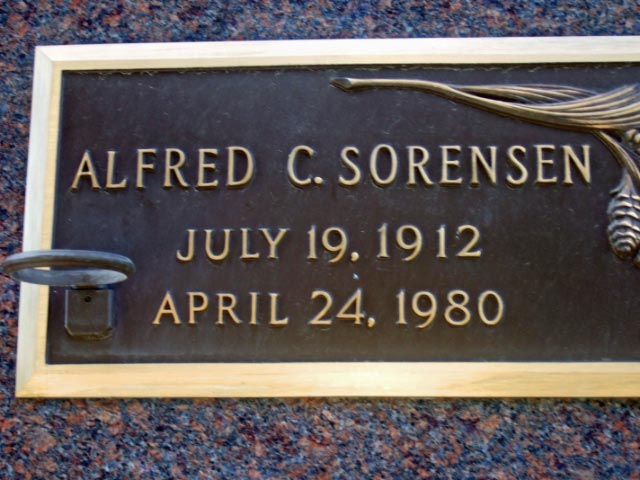 ALFRED C. SORENSEN
JULY 19, 1912
APRIL 24, 1980